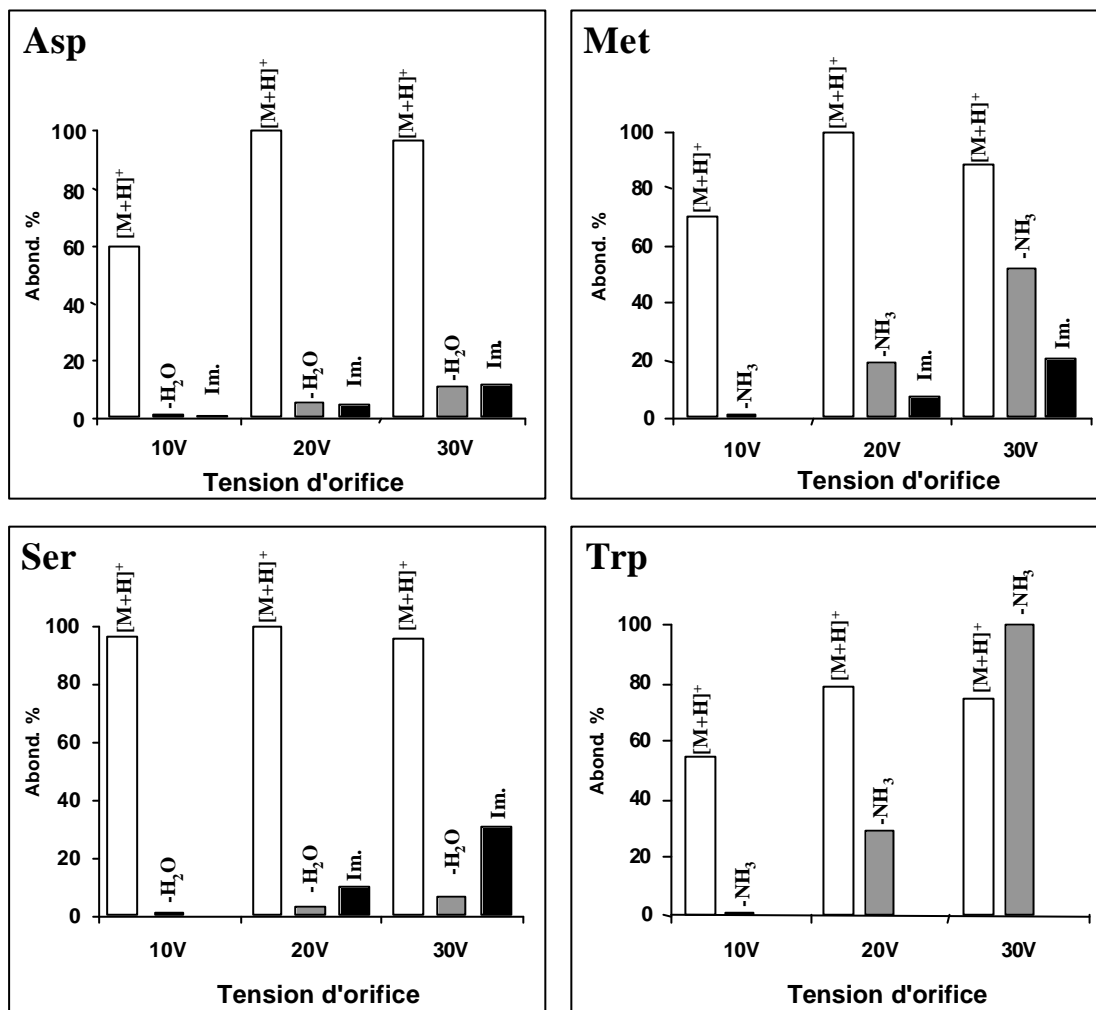 Asp
[M+H]⁺
[M+H]⁺
[M+H]⁺
-H₂O
Im.
-H₂O
Im.
-H₂O
Im.
Abond. %
100
80
60
40
20
0
10V
20V
30V
Tension d'orifice
Met
[M+H]⁺
[M+H]⁺
[M+H]⁺
-NH₃
-NH₃
Im.
-NH₃
Im.
Abond. %
100
80
60
40
20
0
10V
20V
30V
Tension d'orifice
Ser
[M+H]⁺
[M+H]⁺
[M+H]⁺
-H₂O
-H₂O
Im.
-H₂O
Im.
Abond. %
100
80
60
40
20
0
10V
20V
30V
Tension d'orifice
Trp
[M+H]⁺
[M+H]⁺
[M+H]⁺
-NH₃
-NH₃
-NH₃
Abond. %
100
80
60
40
20
0
10V
20V
30V
Tension d'orifice